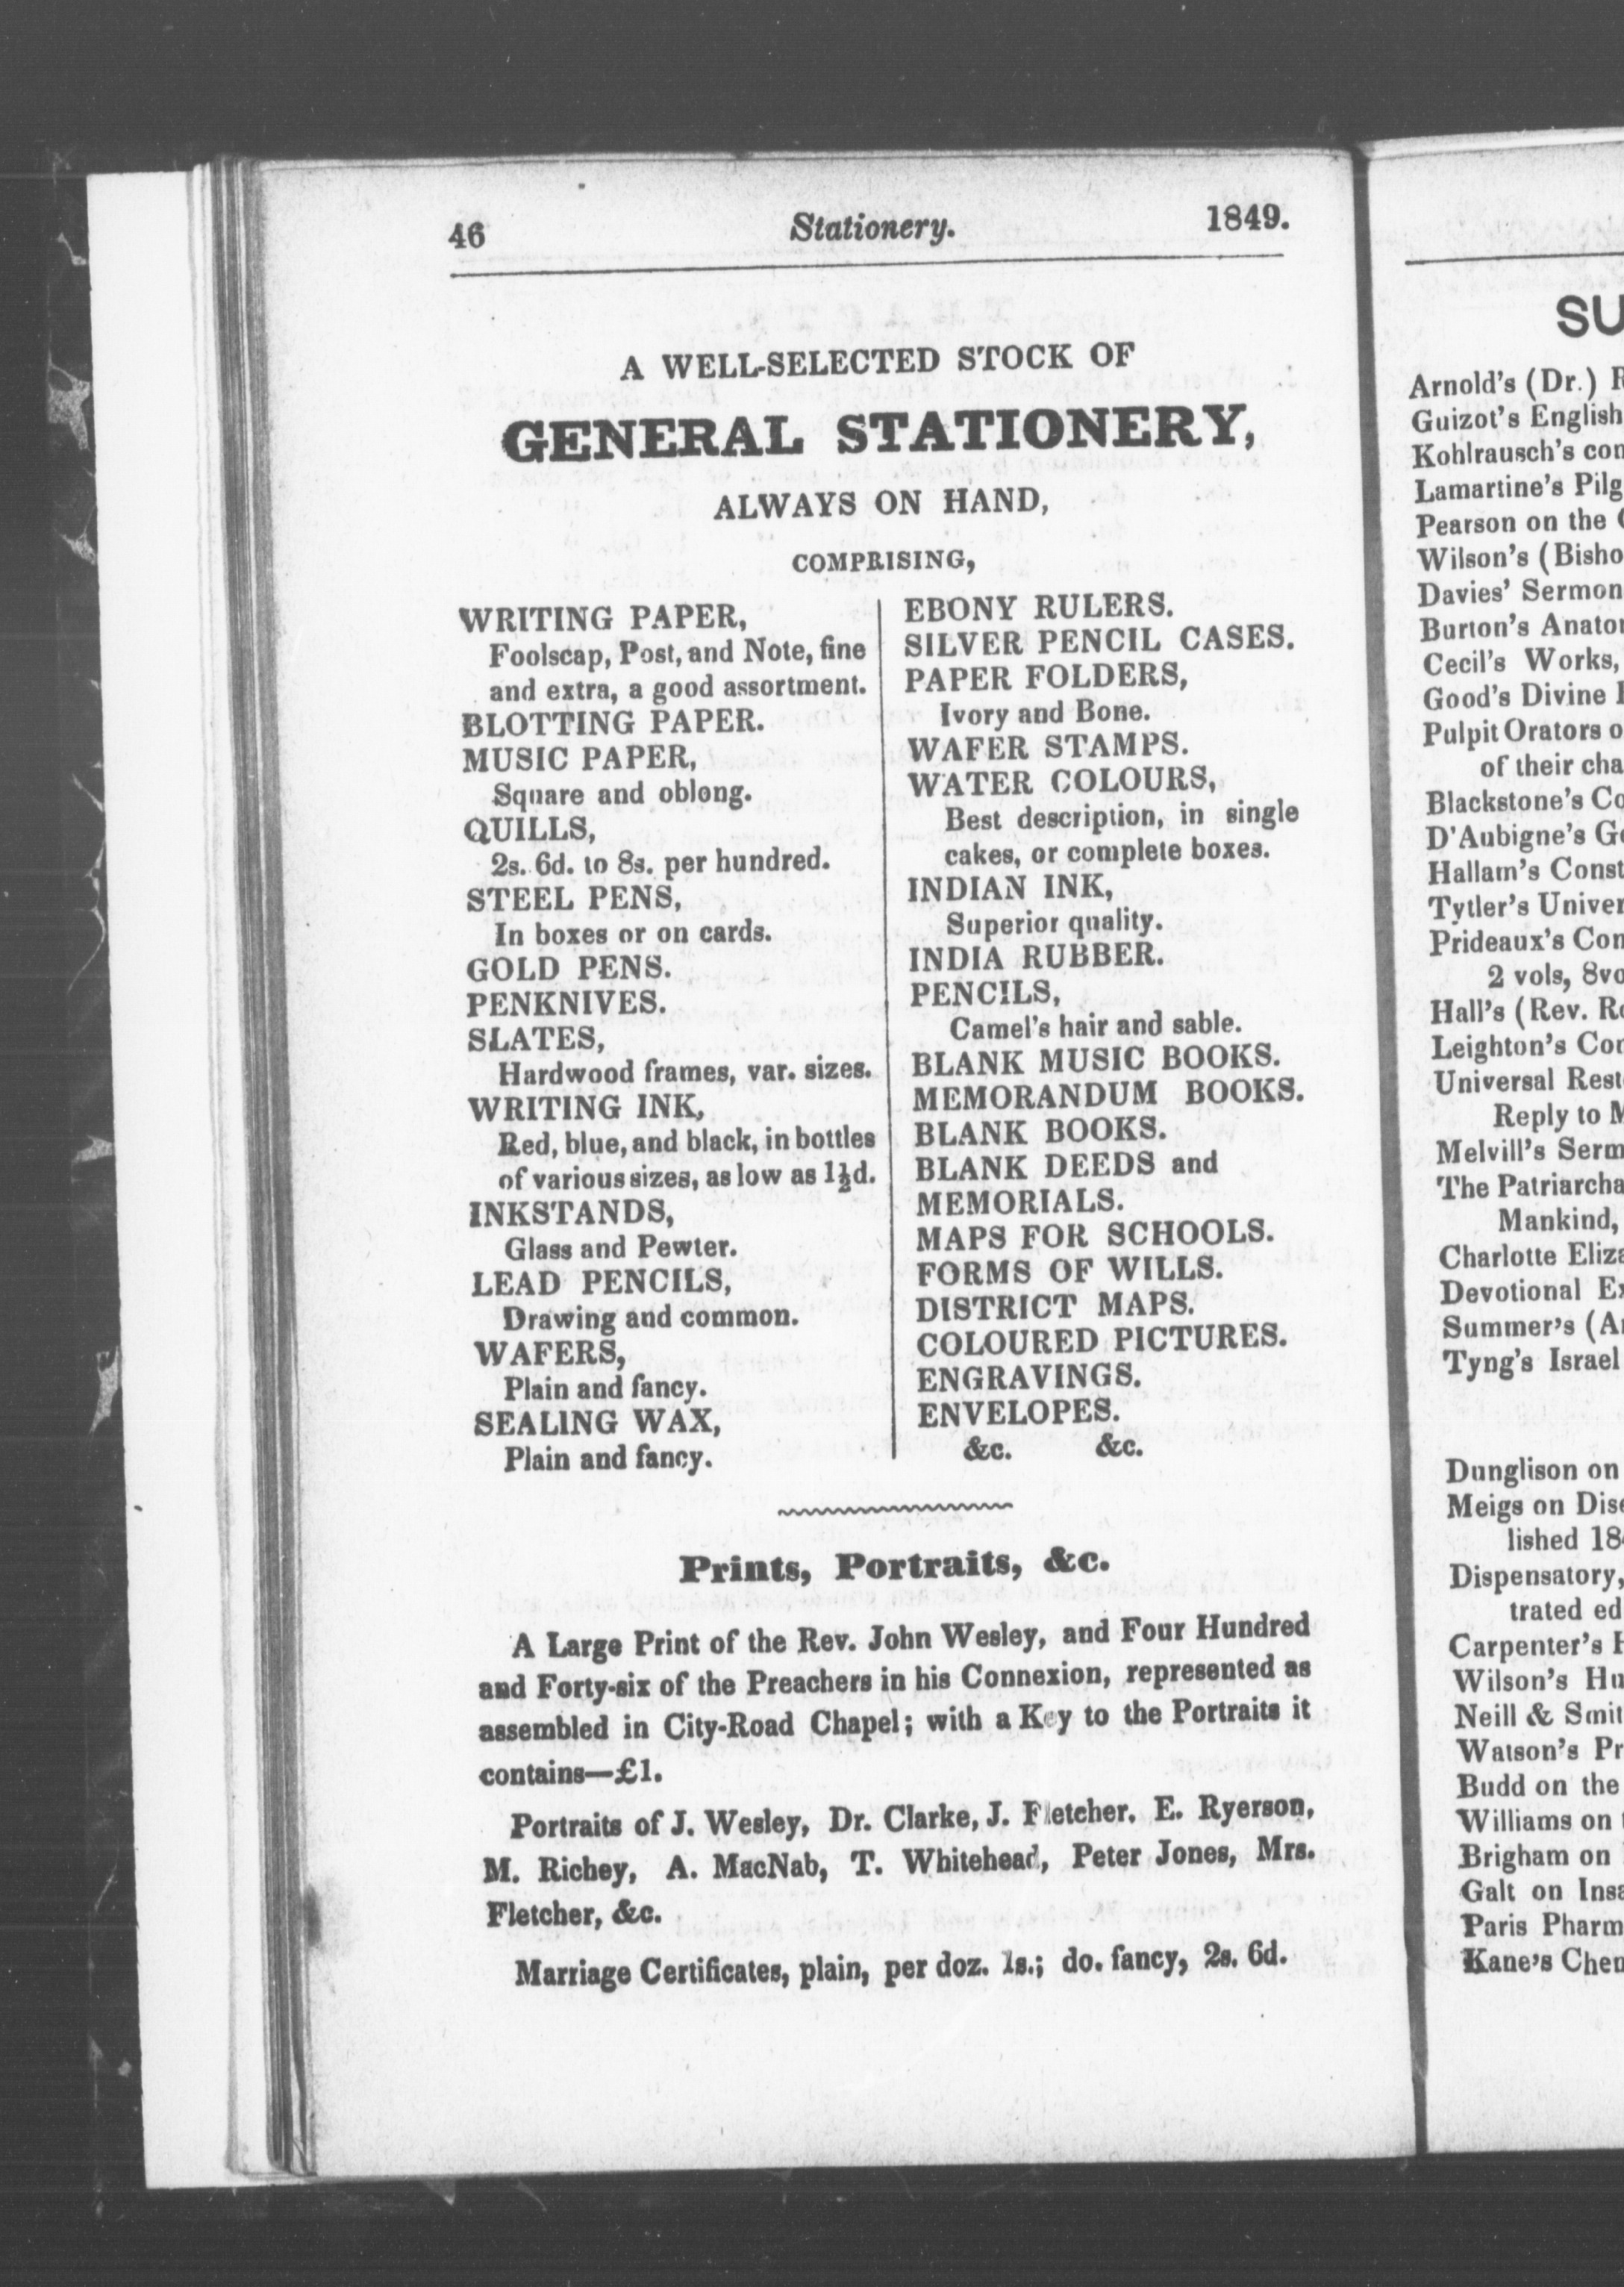 46 Stationery. 1849.
A WELL-SELECTED STOCK OF
GENERAL STATIONERY,
ALWAYS ON HAND,
COMPRISING,
WRITING PAPER,
Foolscap, Post, and Note, fine
and extra, a good assortment.
BLOTTING PAPER.
MUSIC PAPER,
Square and oblong.
QUILLS,
2s. 6d. to 8s. per hundred.
STEEL PENS,
In boxes or on cards.
GOLD PENS.
PENKNIVES.
SLATES,
Hardwood frames, var. sizes.
WRITING INK,
Red, blue, and black, in bottles
of various sizes, as low as 1½d.
INKSTANDS,
Glass and Pewter.
LEAD PENCILS,
Drawing and common.
WAFERS,
Plain and fancy.
SEALING WAX,
Plain and fancy.
EBONY RULERS.
SILVER PENCIL CASES.
PAPER FOLDERS,
Ivory and Bone.
WAFER STAMPS.
WATER COLOURS,
Best description, in single
cakes, or complete boxes.
INDIAN INK,
Superior quality.
INDIA RUBBER.
PENCILS,
Camel's hair and sable.
BLANK MUSIC BOOKS.
MEMORANDUM BOOKS.
BLANK BOOKS.
BLANK DEEDS and
MEMORIALS.
MAPS FOR SCHOOLS.
FORMS OF WILLS.
DISTRICT MAPS.
COLOURED PICTURES.
ENGRAVINGS.
ENVELOPES.
&c. &c.
Prints, Portraits, &c.
A Large Print of the Rev. John Wesley, and Four Hundred
and Forty-six of the Preachers in his Connexion, represented as
assembled in City-Road Chapel; with a Key to the Portraits it
contains—£1.
Portraits of J. Wesley, Dr. Clarke, J. Fletcher, E. Ryerson,
M. Richey, A. MacNab, T. Whitehead, Peter Jones, Mrs.
Fletcher, &c.
Marriage Certificates, plain, per doz. 1s.; do. fancy, 2s. 6d.
SU
Arnold's (Dr.)
Guizot's English
Kohlrausch's
Lamartine's
Pearson on the
Wilson's
Davies'
Burton's
Cecil's Works,
Good's Divine
Pulpit Orators
of their
Blackstone's
D'Aubigne's
Hallam's
Tytler's
Prideaux's
2 vols,
Hall's (Rev.
Leighton's
Universal
Reply to
Melvill's
The
Mankind,
Charlotte
Devotional
Summer's
Tyng's Israel
Dunglison on
Meigs on
lished
Dispensatory,
trated
Carpenter's
Wilson's
Neill &
Watson's
Budd on the
Williams on
Brigham on
Galt on
Paris
Kane's